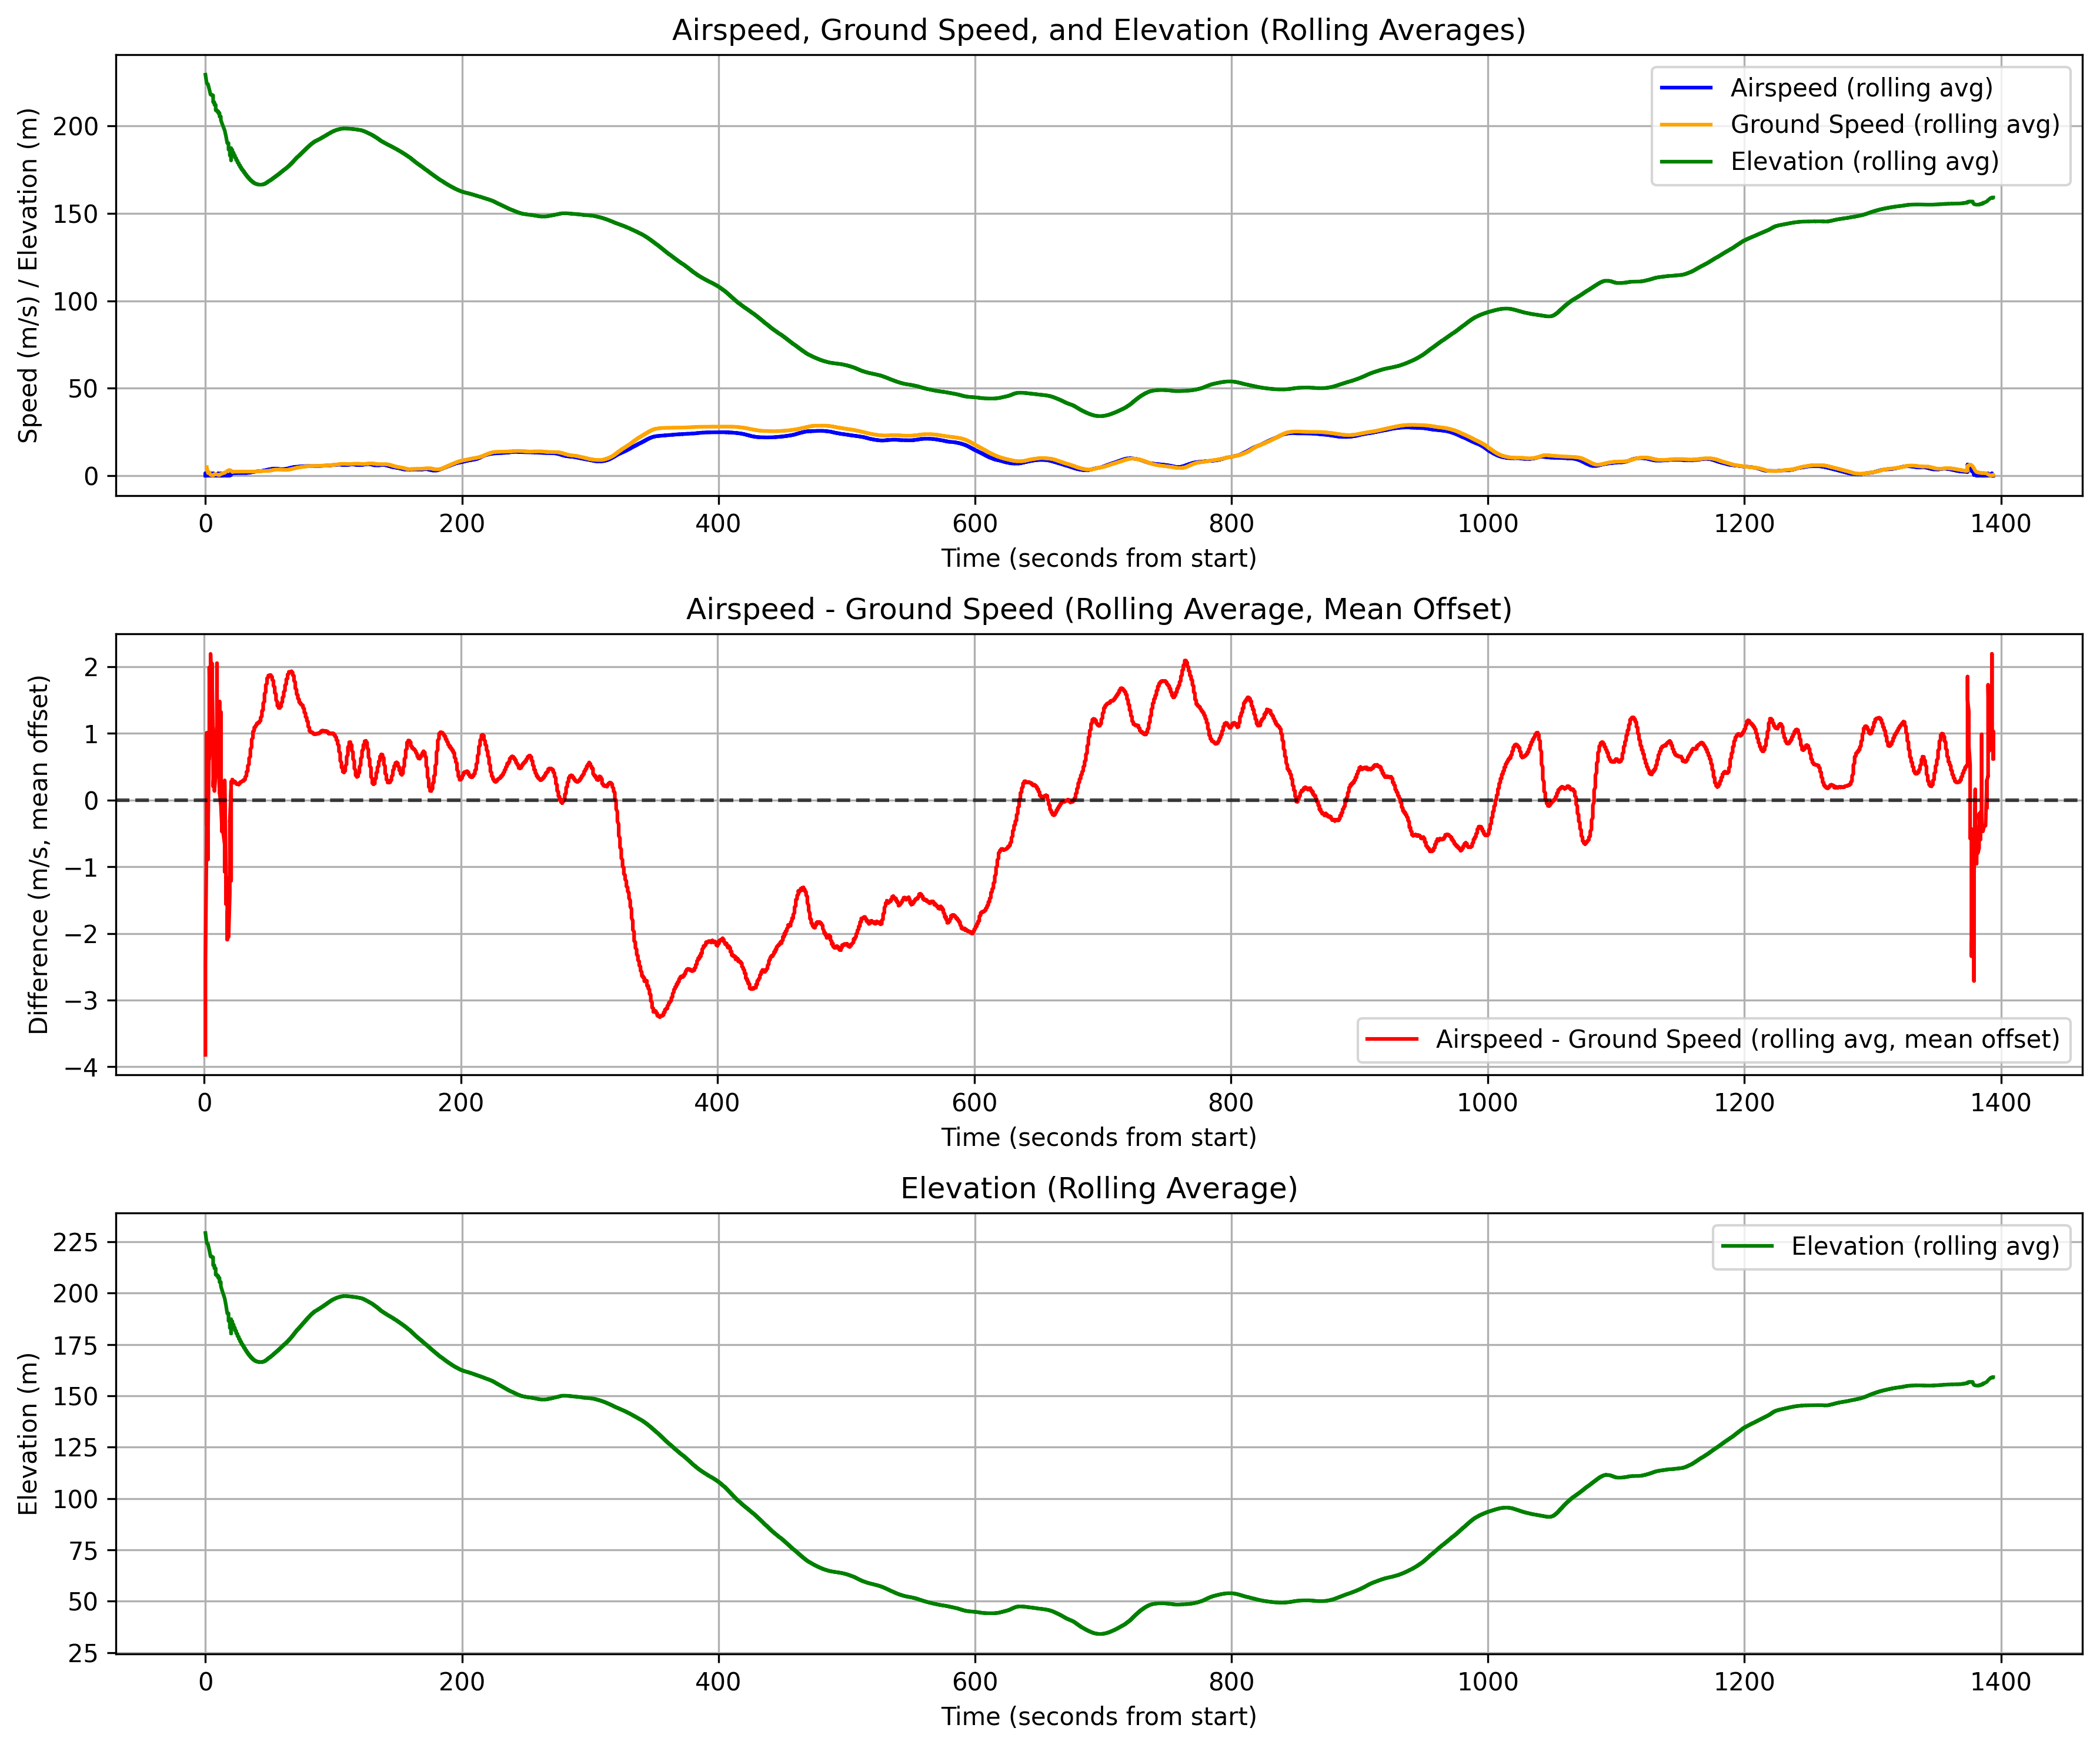 Airspeed, Ground Speed, and Elevation (Rolling Averages)
Speed (m/s) / Elevation (m)
200
150
100
50
0
Airspeed (rolling avg)
Ground Speed (rolling avg)
Elevation (rolling avg)
0 200 400 600 800 1000 1200 1400
Time (seconds from start)
Airspeed - Ground Speed (Rolling Average, Mean Offset)
Difference (m/s, mean offset)
2
1
0
−1
−2
−3
−4
Airspeed - Ground Speed (rolling avg, mean offset)
0 200 400 600 800 1000 1200 1400
Time (seconds from start)
Elevation (Rolling Average)
Elevation (m)
225
200
175
150
125
100
75
50
25
Elevation (rolling avg)
0 200 400 600 800 1000 1200 1400
Time (seconds from start)